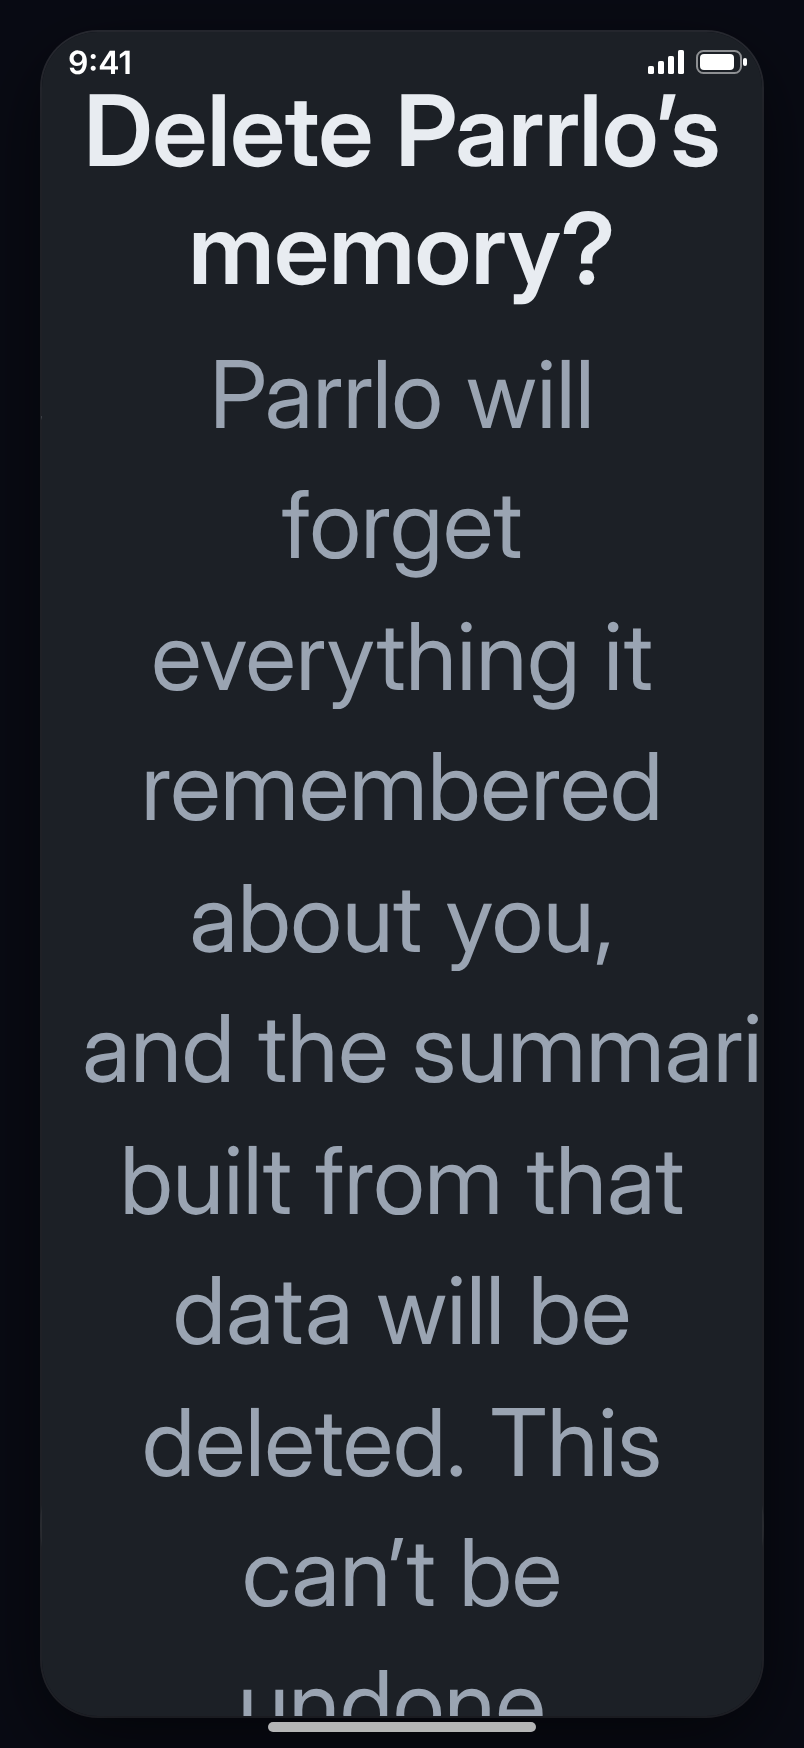 9:41
Delete Parrlo’s
memory?
Parrlo will
forget
everything it
remembered
about you,
and the summari
built from that
data will be
deleted. This
can’t be
undone